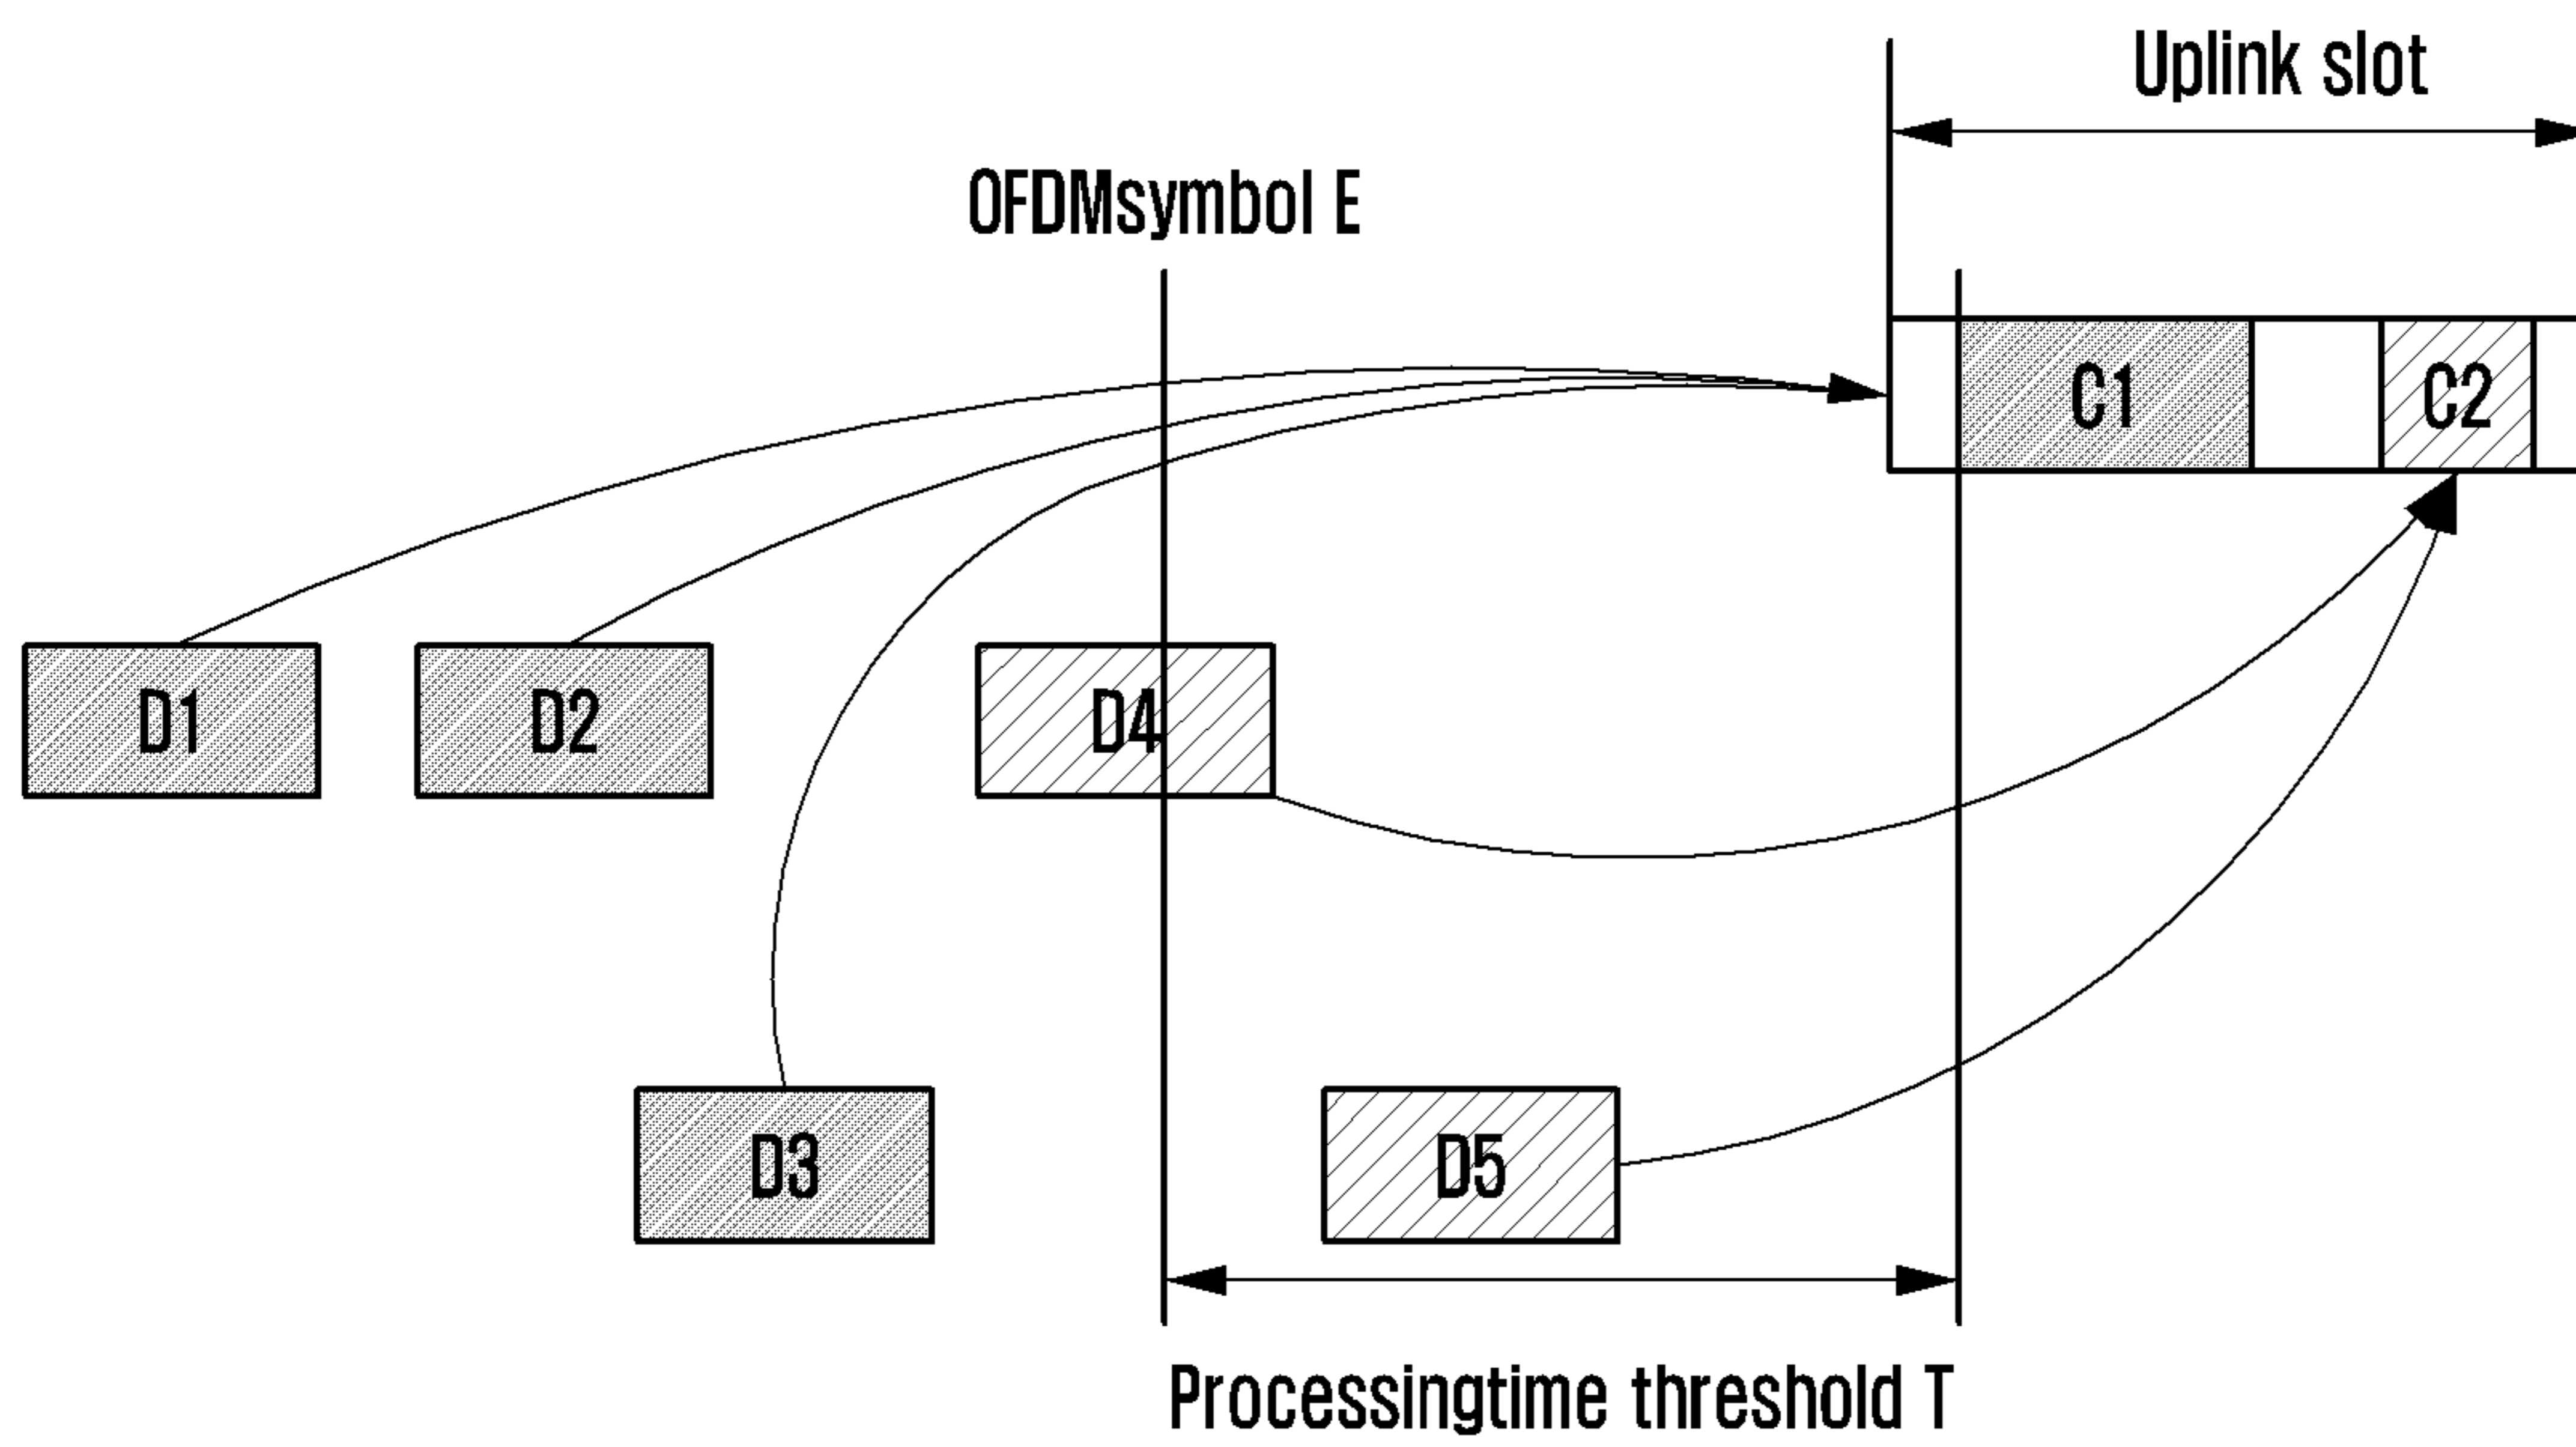 Uplink slot
OFDMsymbol E
C1
C2
D1
D2
D4
D3
D5
Processingtime threshold T